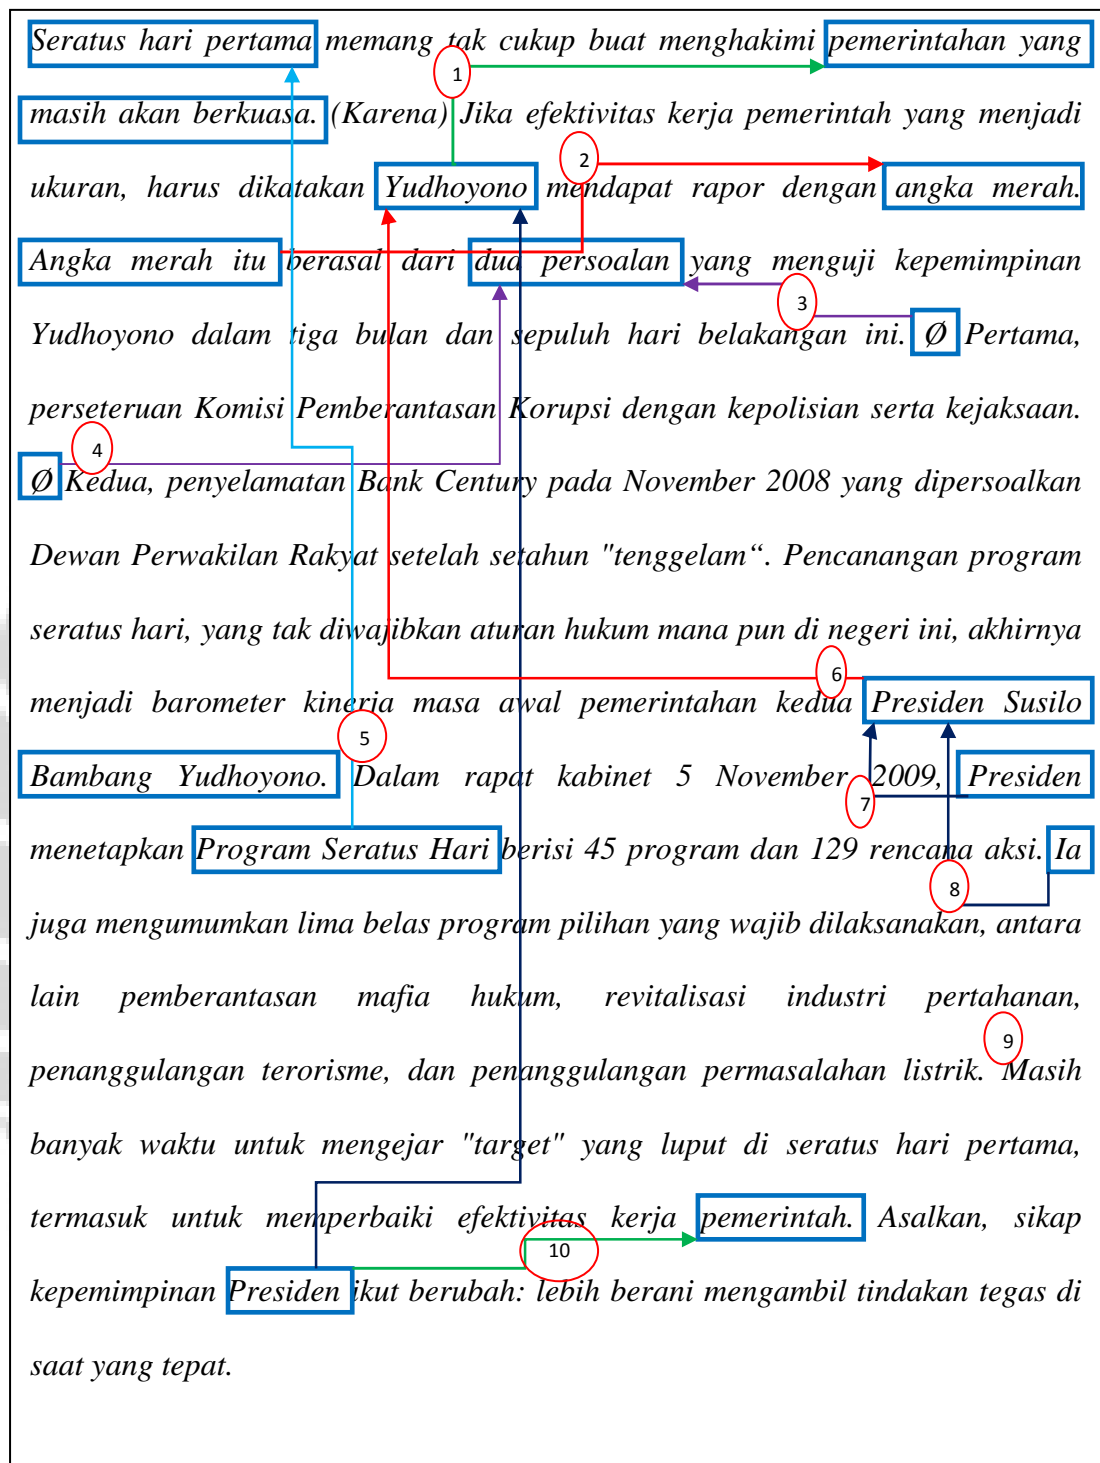 Seratus hari pertama memang tak cukup buat menghakimi pemerintahan yang
1
masih akan berkuasa. (Karena) Jika efektivitas kerja pemerintah yang menjadi
2
ukuran, harus dikatakan Yudhoyono mendapat rapor dengan angka merah.
Angka merah itu berasal dari dua persoalan yang menguji kepemimpinan
3
Yudhoyono dalam tiga bulan dan sepuluh hari belakangan ini. Ø Pertama,
perseteruan Komisi Pemberantasan Korupsi dengan kepolisian serta kejaksaan.
4
Ø Kedua, penyelamatan Bank Century pada November 2008 yang dipersoalkan
Dewan Perwakilan Rakyat setelah setahun "tenggelam“. Pencanangan program
seratus hari, yang tak diwajibkan aturan hukum mana pun di negeri ini, akhirnya
6
menjadi barometer kinerja masa awal pemerintahan kedua Presiden Susilo
5
Bambang Yudhoyono. Dalam rapat kabinet 5 November 2009, Presiden
7
menetapkan Program Seratus Hari berisi 45 program dan 129 rencana aksi. Ia
8
juga mengumumkan lima belas program pilihan yang wajib dilaksanakan, antara
lain pemberantasan mafia hukum, revitalisasi industri pertahanan,
9
penanggulangan terorisme, dan penanggulangan permasalahan listrik. Masih
banyak waktu untuk mengejar "target" yang luput di seratus hari pertama,
termasuk untuk memperbaiki efektivitas kerja pemerintah. Asalkan, sikap
10
kepemimpinan Presiden ikut berubah: lebih berani mengambil tindakan tegas di
saat yang tepat.